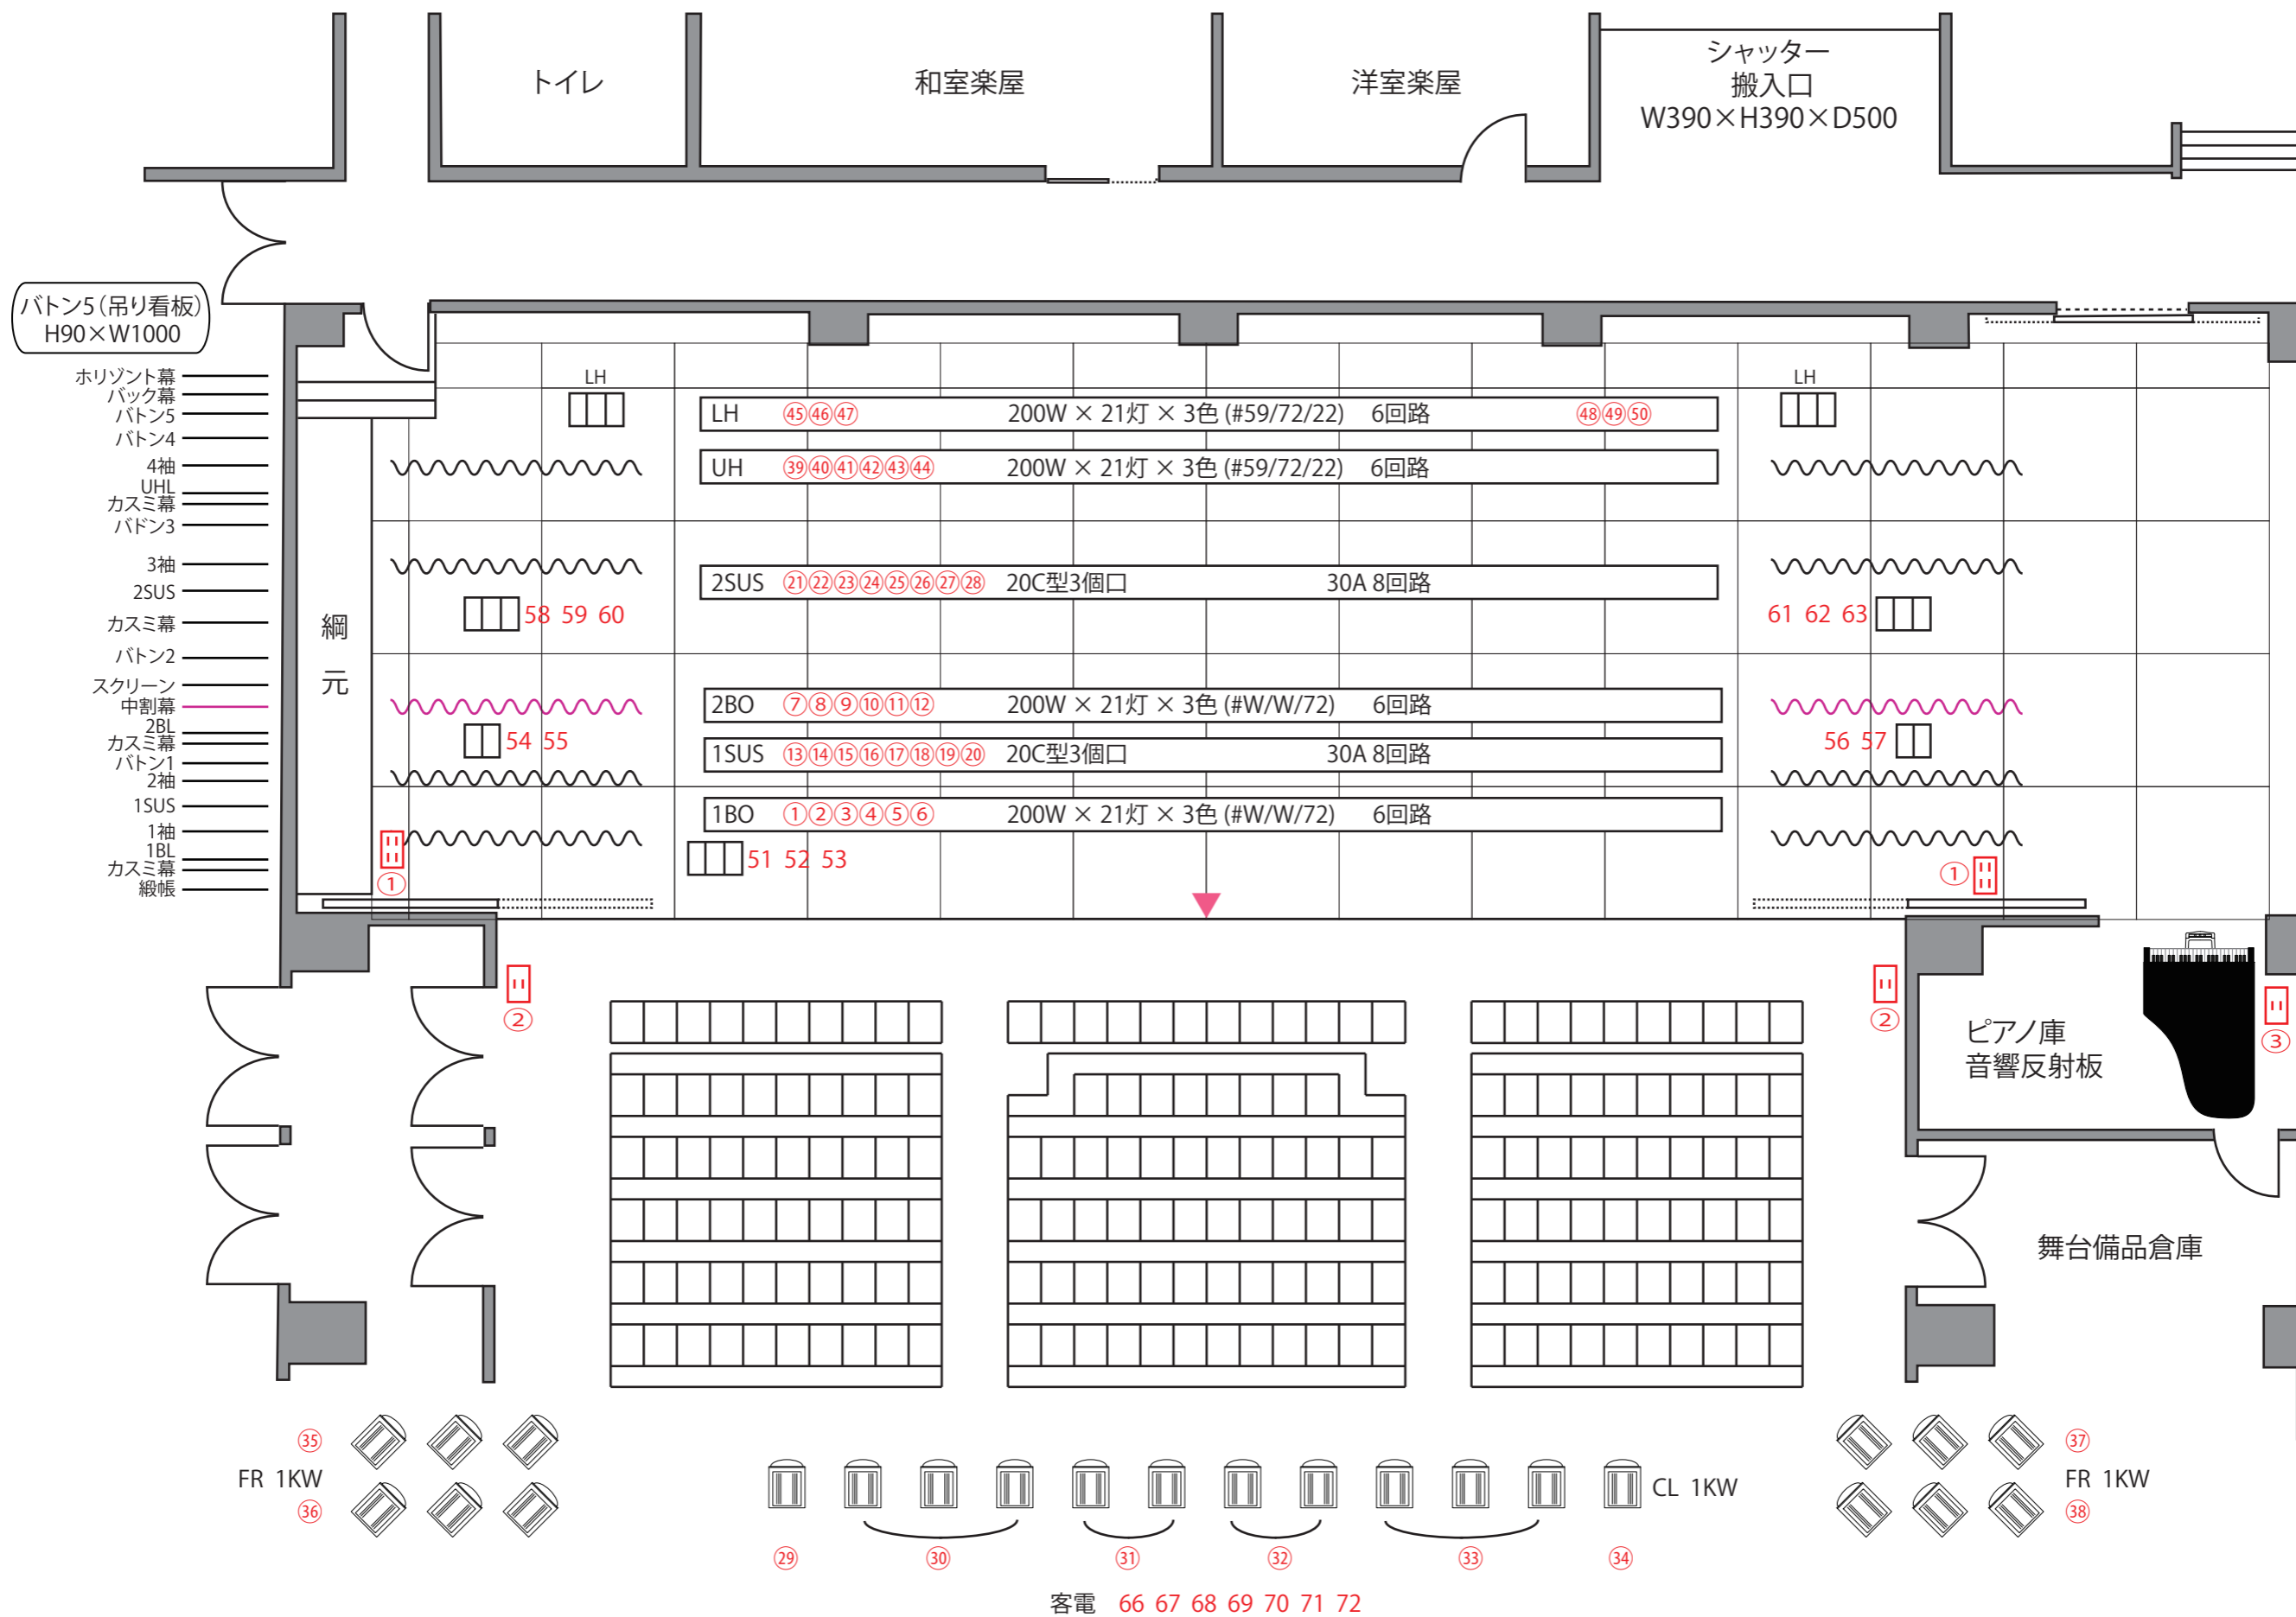 トイレ
和室楽屋
洋室楽屋
シャッター
搬入口
W390×H390×D500
バトン5(吊り看板)
H90×W1000
ホリゾント幕
バック幕
バトン5
バトン4
4袖
UHL
カスミ幕
バドン3
3袖
2SUS
カスミ幕
バトン2
スクリーン
中割幕
2BL
カスミ幕
バトン1
2袖
1SUS
1袖
1BL
カスミ幕
緞帳
綱
元
LH
LH
LH ㊺㊻㊼ 200W × 21灯 × 3色 (#59/72/22) 6回路 ㊽㊾㊿
UH ㊴㊵㊶㊷㊸㊹ 200W × 21灯 × 3色 (#59/72/22) 6回路
2SUS ㉑㉒㉓㉔㉕㉖㉗㉘ 20C型3個口 30A 8回路
58 59 60
61 62 63
2BO ⑦⑧⑨⑩⑪⑫ 200W × 21灯 × 3色 (#W/W/72) 6回路
54 55
56 57
1SUS ⑬⑭⑮⑯⑰⑱⑲⑳ 20C型3個口 30A 8回路
1BO ①②③④⑤⑥ 200W × 21灯 × 3色 (#W/W/72) 6回路
51 52 53
①
①
②
②
③
ピアノ庫
音響反射板
舞台備品倉庫
㉟
FR 1KW
㊱
CL 1KW
㊲
FR 1KW
㊳
㉙ ㉚ ㉛ ㉜ ㉝ ㉞
客電 66 67 68 69 70 71 72